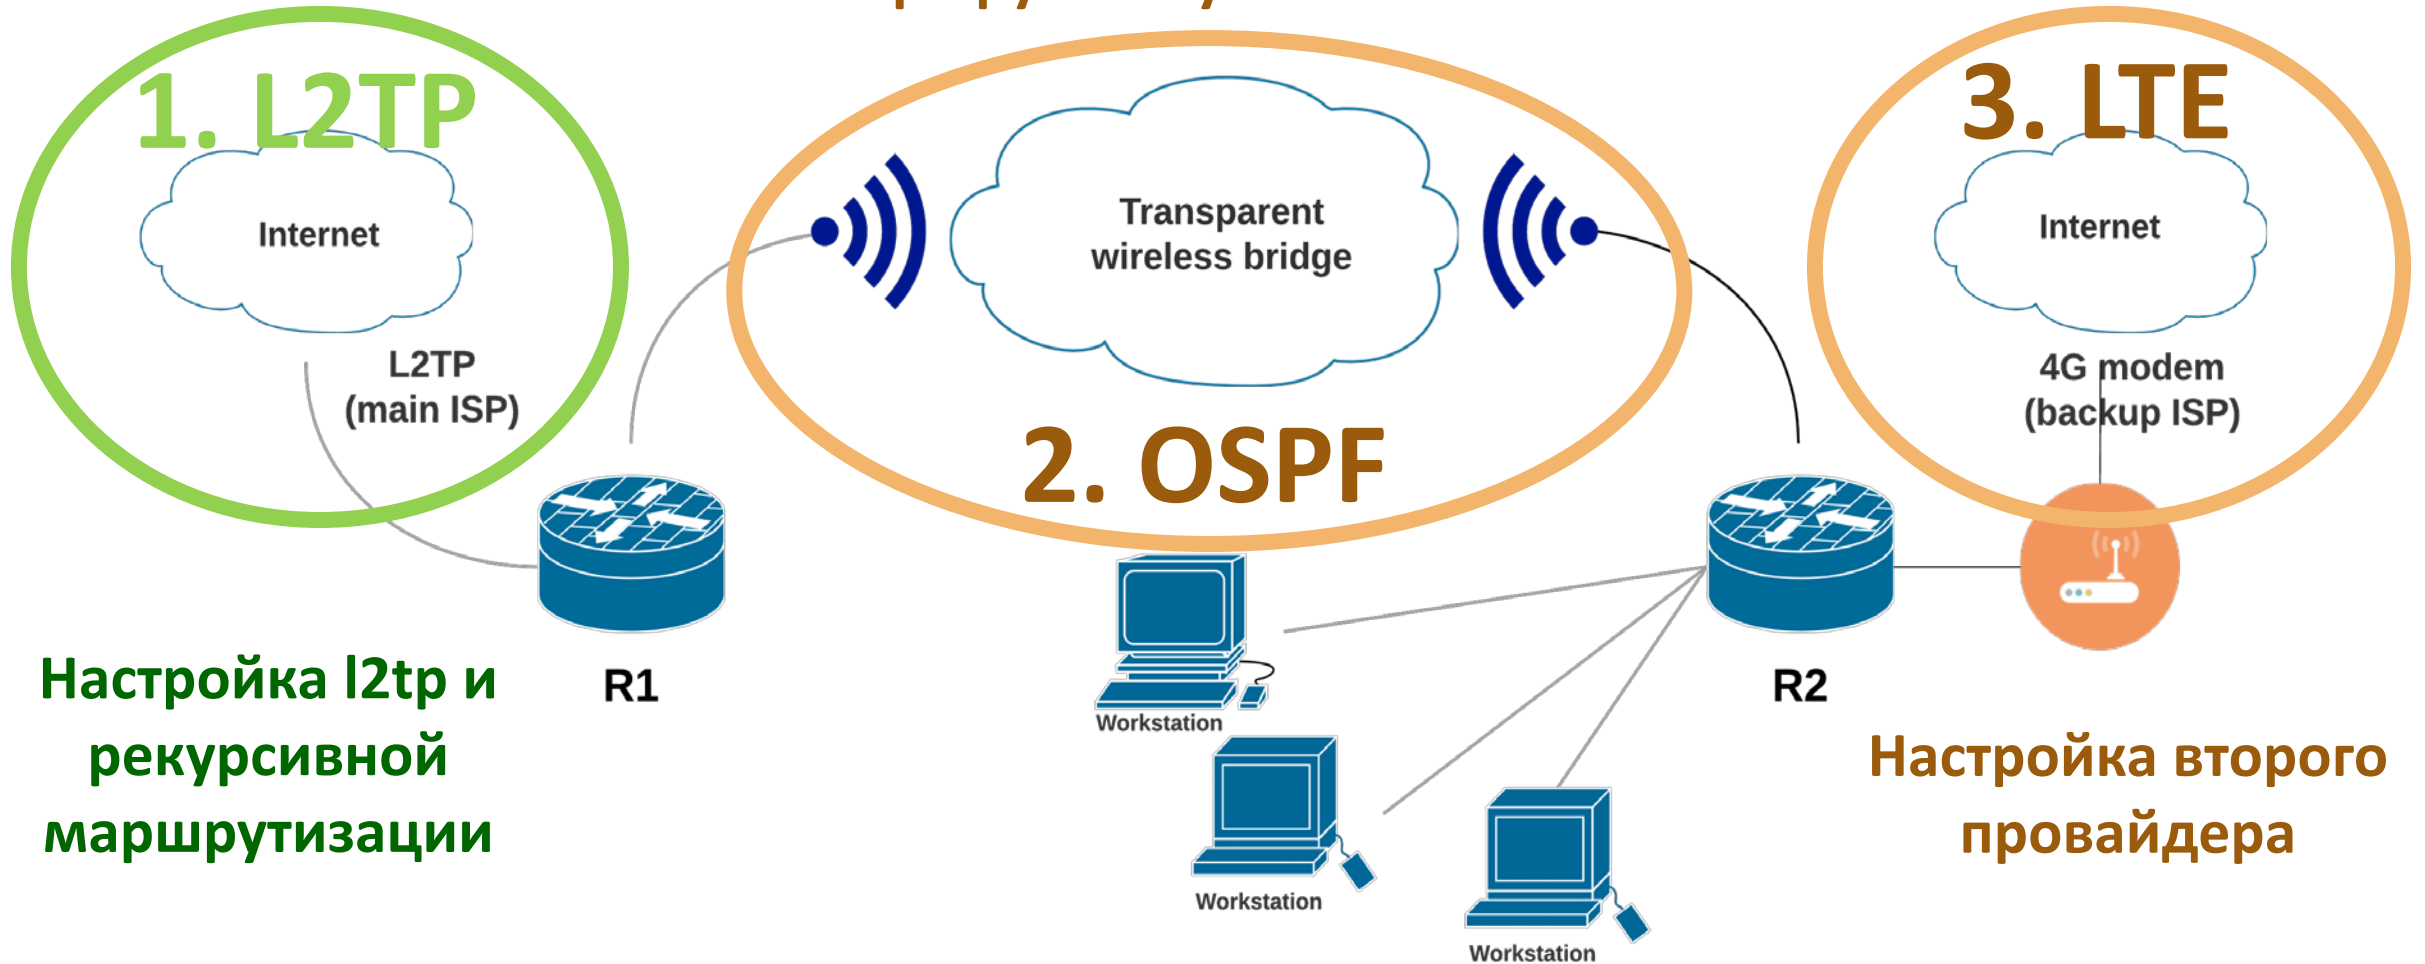 1. L2TP
Internet
L2TP
(main ISP)
R1
Настройка l2tp и
рекурсивной
маршрутизации
Transparent
wireless bridge
2. OSPF
Workstation
Workstation
Workstation
3. LTE
Internet
4G modem
(backup ISP)
R2
Настройка второго
провайдера